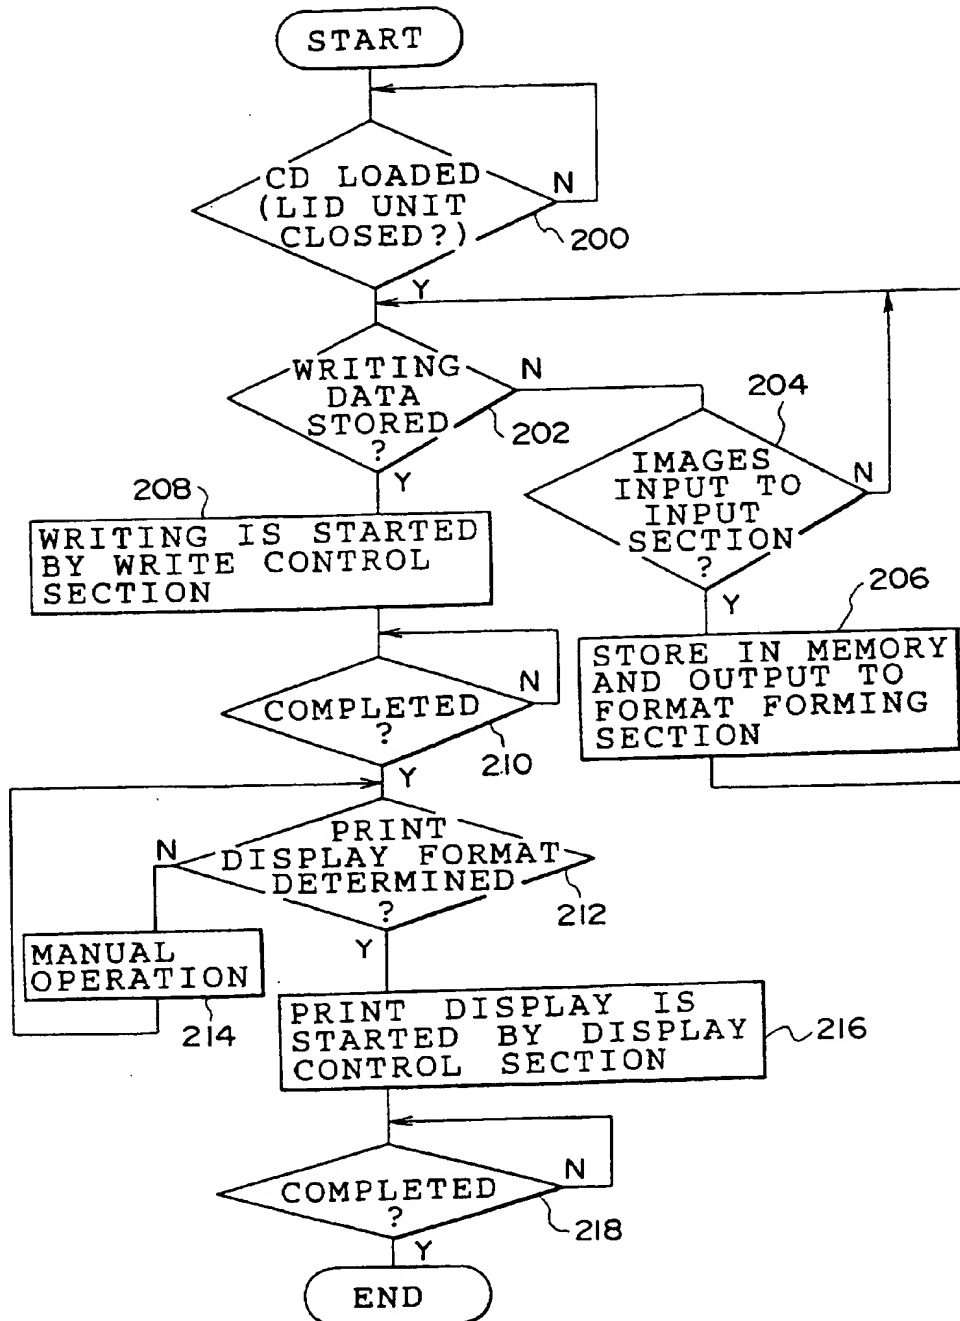 START
CD LOADED
(LID UNIT
CLOSED?)
N
200
Y
WRITING
DATA
STORED
?
N
202
Y
204
IMAGES
INPUT TO
INPUT
SECTION
?
N
Y
206
STORE IN MEMORY
AND OUTPUT TO
FORMAT FORMING
SECTION
208
WRITING IS STARTED
BY WRITE CONTROL
SECTION
COMPLETED
?
N
210
Y
PRINT
DISPLAY FORMAT
DETERMINED
?
N
212
Y
MANUAL
OPERATION
214
PRINT DISPLAY IS
STARTED BY DISPLAY
CONTROL SECTION
216
COMPLETED
?
N
218
Y
END